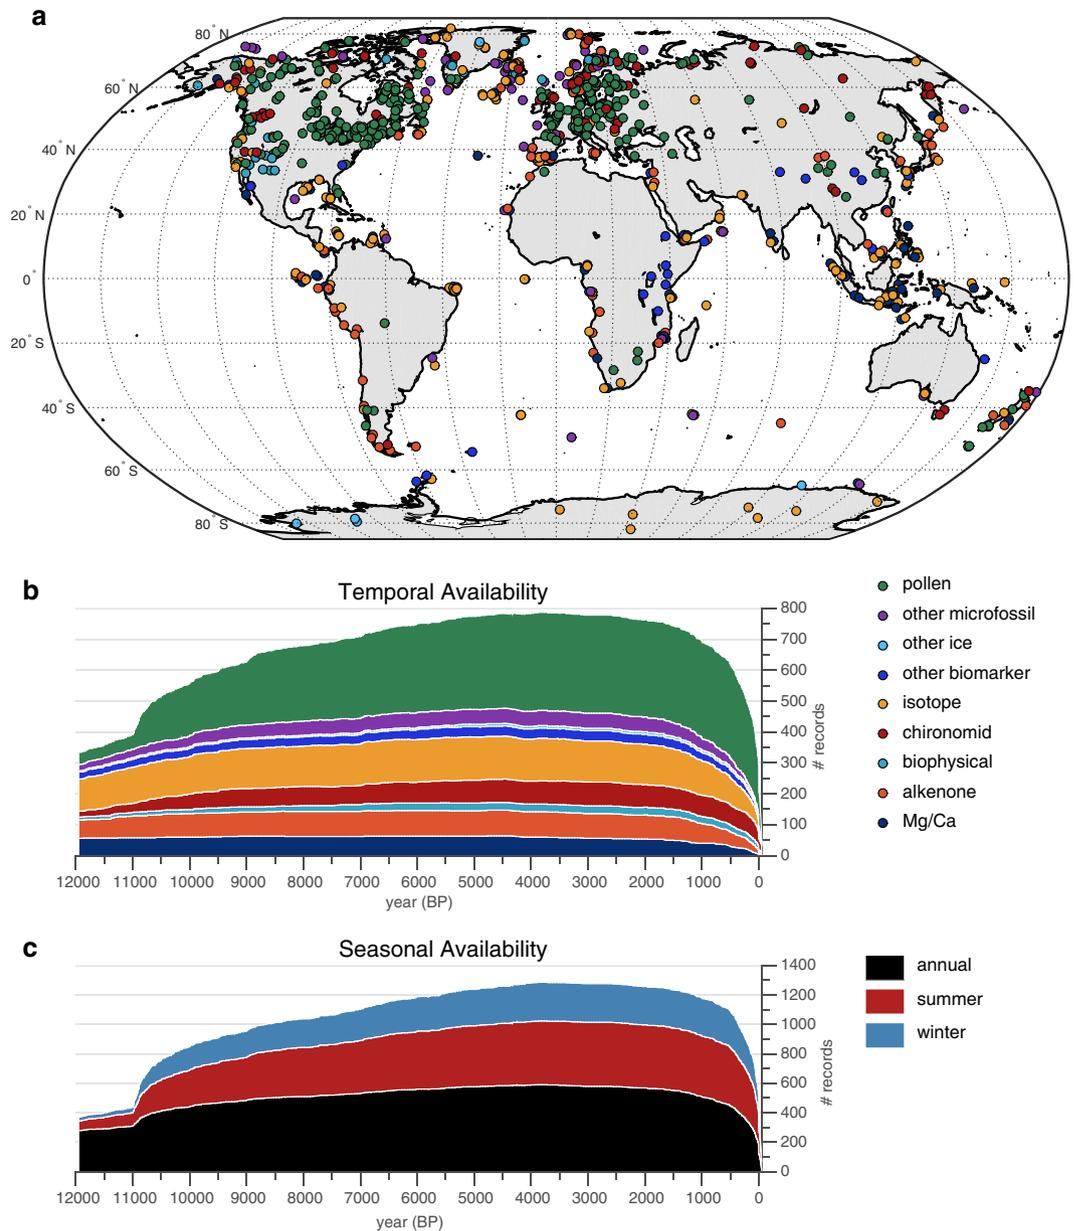 a
80° N
60° N
40° N
20° N
0°
20° S
40° S
60° S
80° S
b
Temporal Availability
800
700
600
500
400
300
200
100
0
# records
12000 11000 10000 9000 8000 7000 6000 5000 4000 3000 2000 1000 0
year (BP)
pollen
other microfossil
other ice
other biomarker
isotope
chironomid
biophysical
alkenone
Mg/Ca
c
Seasonal Availability
1400
1200
1000
800
600
400
200
0
# records
12000 11000 10000 9000 8000 7000 6000 5000 4000 3000 2000 1000 0
year (BP)
annual
summer
winter